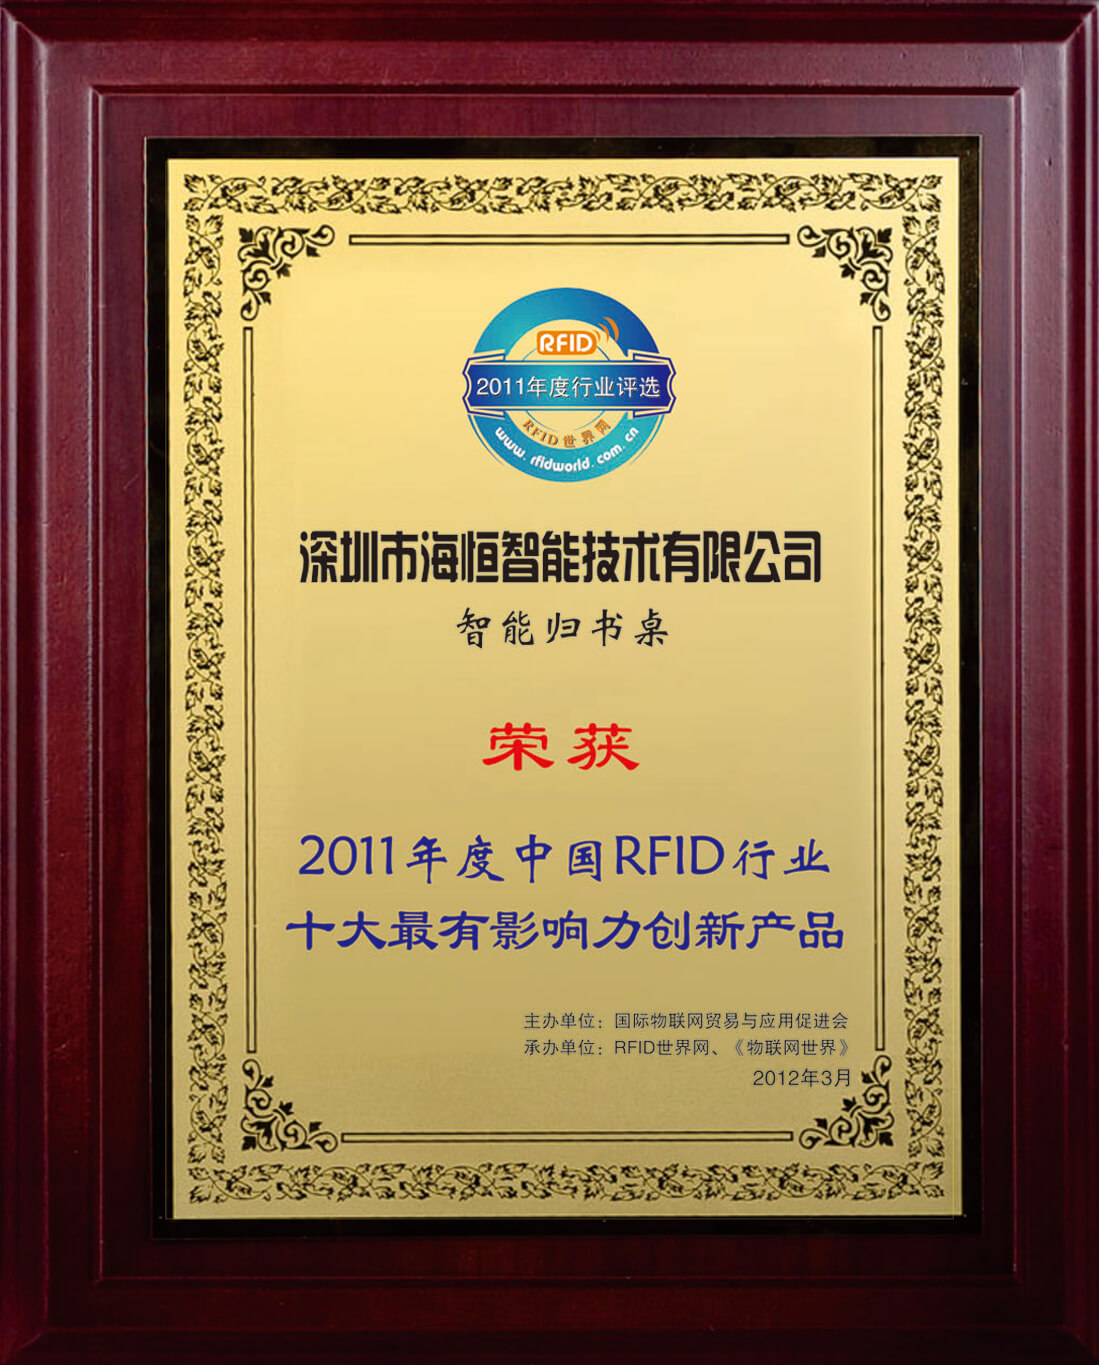 RFID
2011年度行业评选
RFID世界网
www.rfidworld.com.cn
深圳市海恒智能技术有限公司
智能归书桌
荣获
2011年度中国RFID行业
十大最有影响力创新产品
主办单位：国际物联网贸易与应用促进会
承办单位：RFID世界网、《物联网世界》
2012年3月